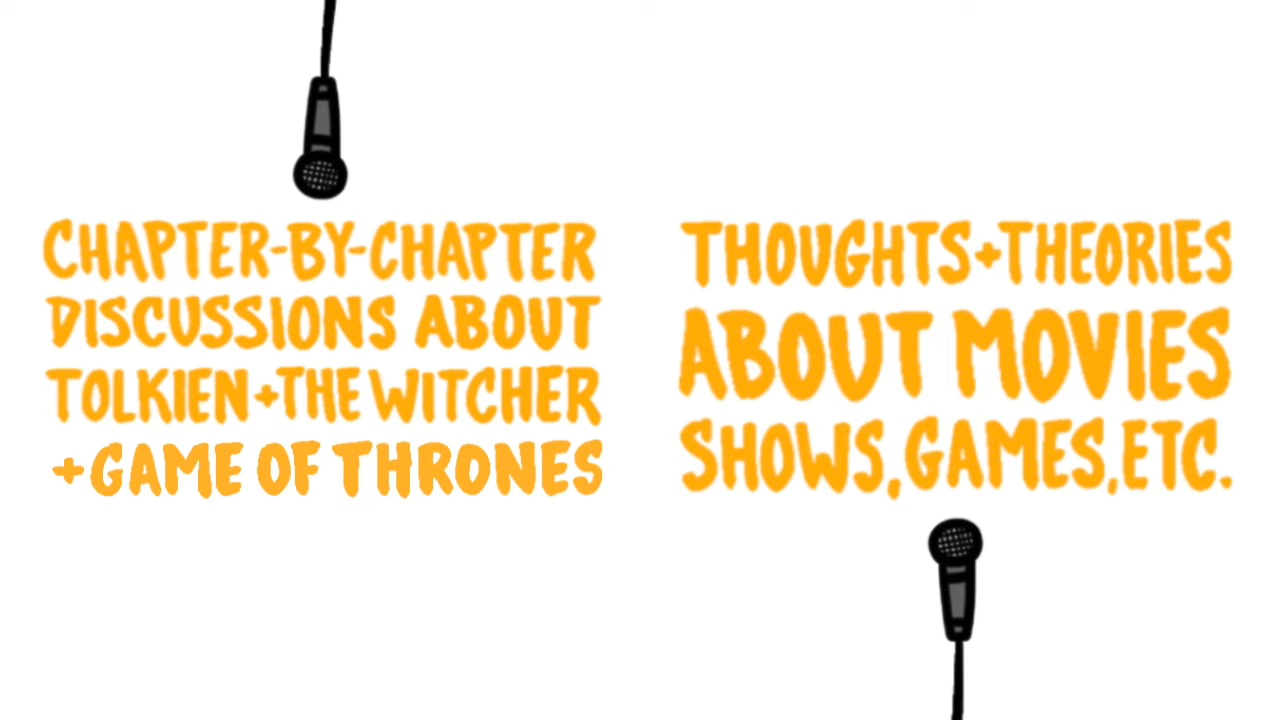 CHAPTER-BY-CHAPTER
DISCUSSIONS ABOUT
TOLKIEN+THE WITCHER
+GAME OF THRONES
THOUGHTS+THEORIES
ABOUT MOVIES
SHOWS, GAMES, ETC.